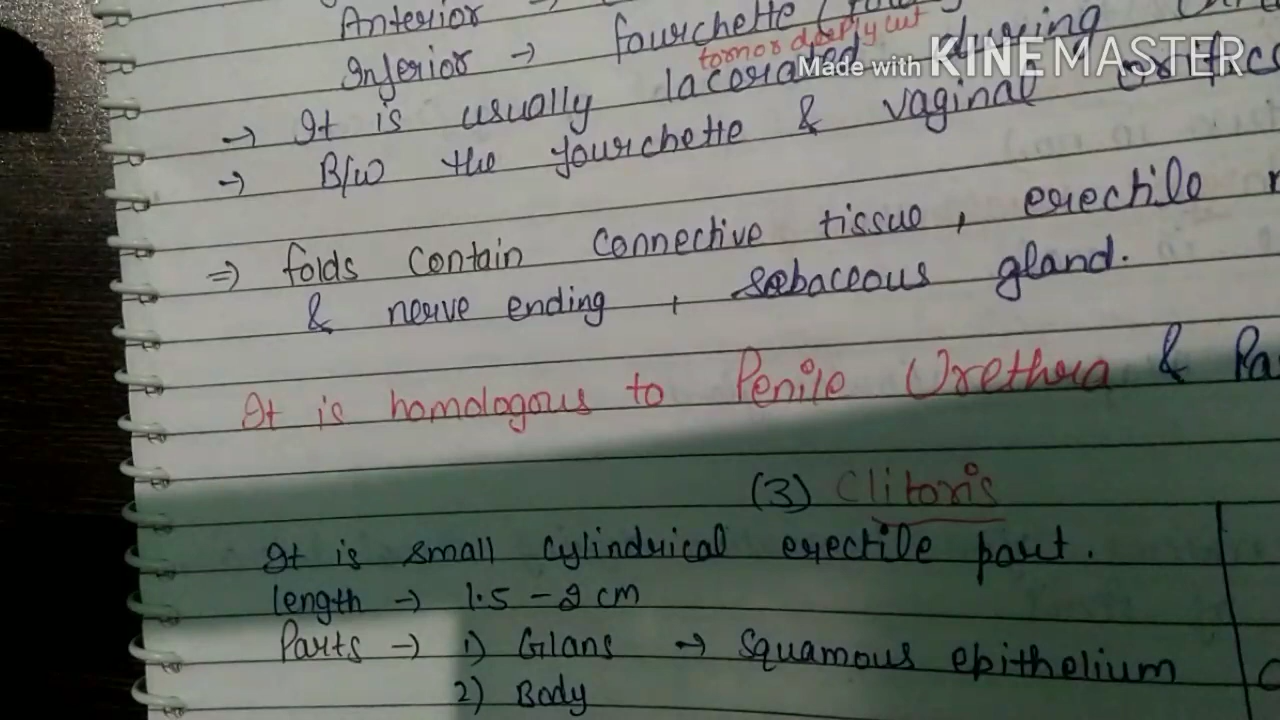 Anterior →
Inferior → fourchette
torn or deeply cut
→ It is usually lacerated during
→ B/w the fourchette & vaginal
⇒ folds contain connective tissue, erectile
& nerve ending, sebaceous gland.
It is homologous to Penile Urethra &
(3) Clitoris
It is small cylindrical erectile part.
length → 1.5 - 2 cm
Parts → 1) Glans → Squamous epithelium
2) Body
Made with KINEMASTER